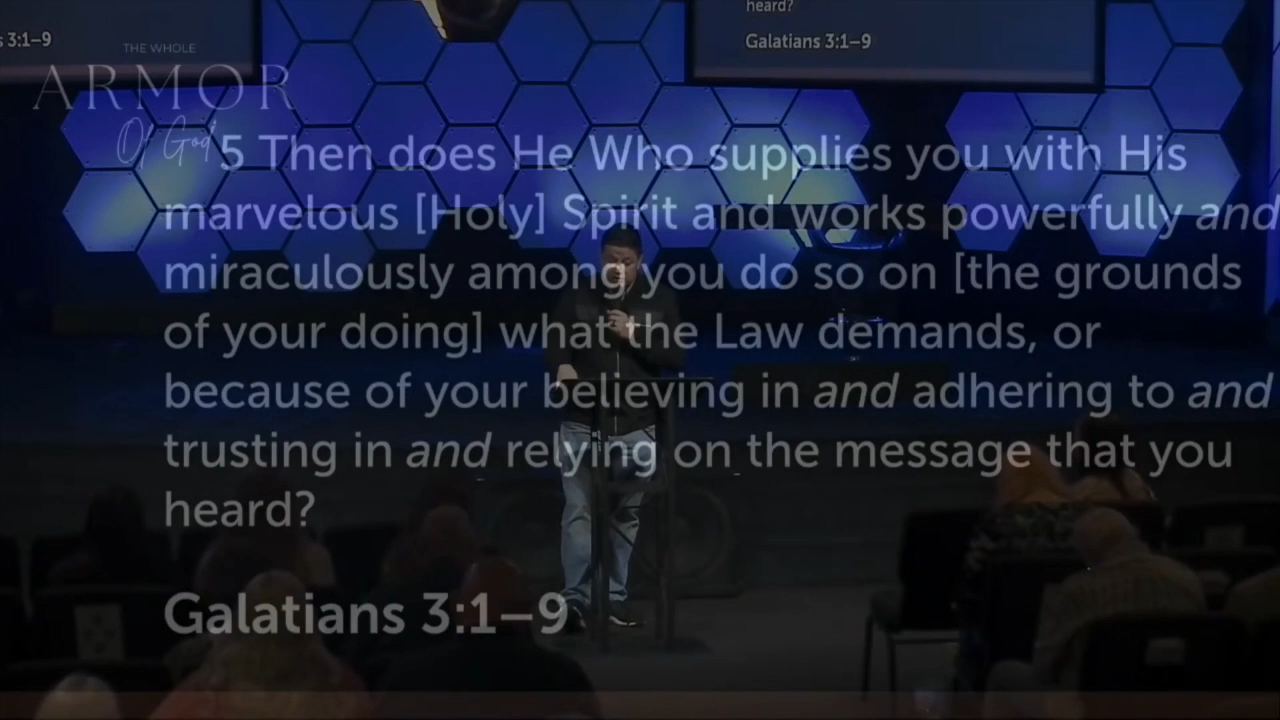 heard?
s 3:1–9
Galatians 3:1–9
THE WHOLE
ARMOR
Of God
5 Then does He Who supplies you with His
marvelous [Holy] Spirit and works powerfully and
miraculously among you do so on [the grounds
of your doing] what the Law demands, or
because of your believing in and adhering to and
trusting in and relying on the message that you
heard?
Galatians 3:1–9